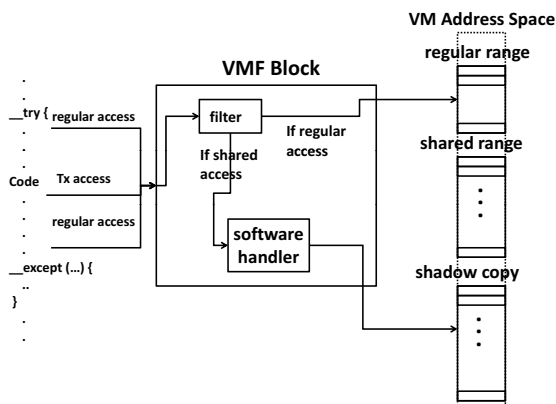 VM Address Space
regular range
VMF Block
.
.
__try {
regular access
filter
If regular
access
.
.
.
.
If shared
access
shared range
Code
Tx access
.
.
.
.
regular access
software
handler
.
.
.
__except (…) {
..
}
.
.
shadow copy
.
.
.